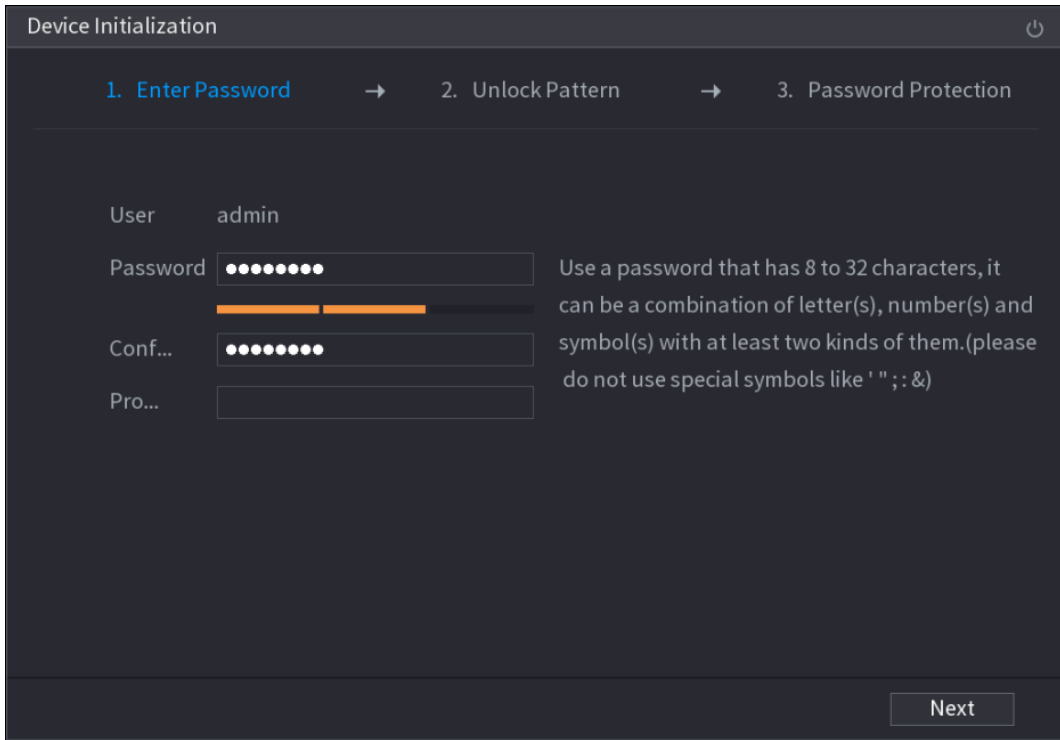 Device Initialization
1. Enter Password → 2. Unlock Pattern → 3. Password Protection
User admin
Password ●●●●●●●●
Use a password that has 8 to 32 characters, it
can be a combination of letter(s), number(s) and
symbol(s) with at least two kinds of them.(please
do not use special symbols like ' " ; : &)
Conf... ●●●●●●●●
Pro...
Next